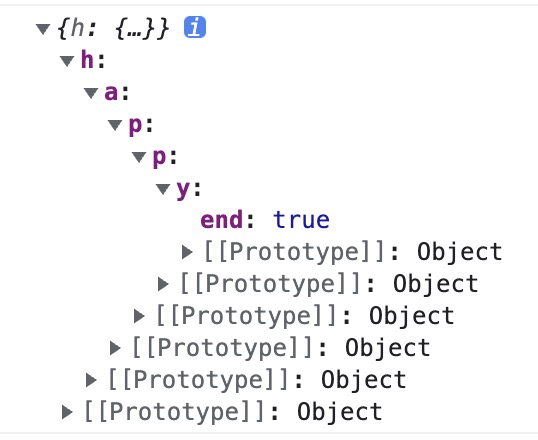 {h: {…}} i
h:
a:
p:
p:
y:
end: true
[[Prototype]]: Object
[[Prototype]]: Object
[[Prototype]]: Object
[[Prototype]]: Object
[[Prototype]]: Object
[[Prototype]]: Object